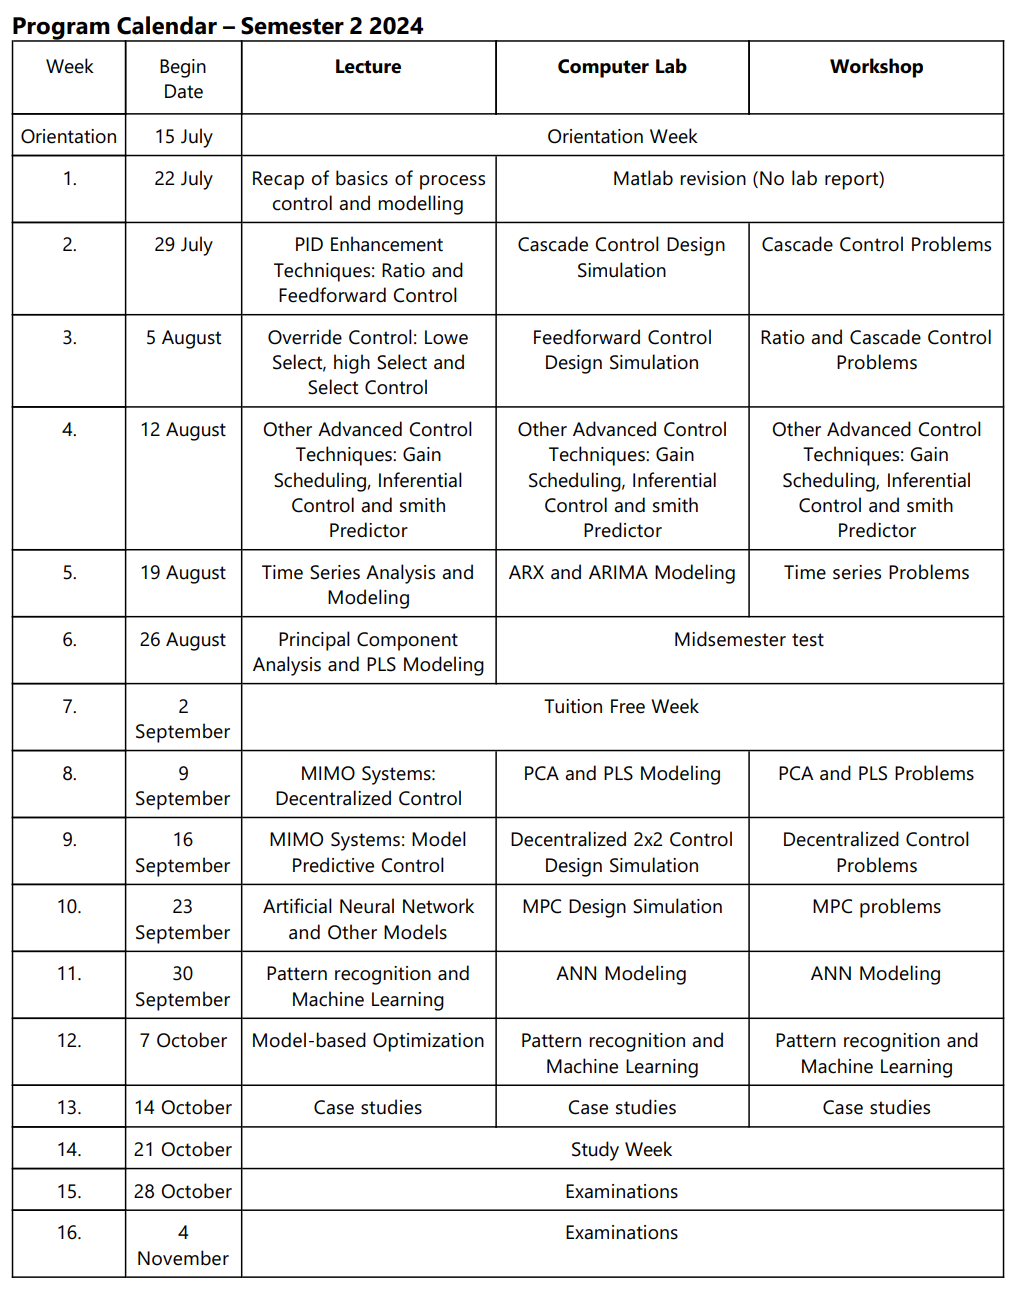 Program Calendar – Semester 2 2024
Week
Begin
Date
Lecture
Computer Lab
Workshop
Orientation
15 July
Orientation Week
1.
22 July
Recap of basics of process
control and modelling
Matlab revision (No lab report)
2.
29 July
PID Enhancement
Techniques: Ratio and
Feedforward Control
Cascade Control Design
Simulation
Cascade Control Problems
3.
5 August
Override Control: Lowe
Select, high Select and
Select Control
Feedforward Control
Design Simulation
Ratio and Cascade Control
Problems
4.
12 August
Other Advanced Control
Techniques: Gain
Scheduling, Inferential
Control and smith
Predictor
Other Advanced Control
Techniques: Gain
Scheduling, Inferential
Control and smith
Predictor
Other Advanced Control
Techniques: Gain
Scheduling, Inferential
Control and smith
Predictor
5.
19 August
Time Series Analysis and
Modeling
ARX and ARIMA Modeling
Time series Problems
6.
26 August
Principal Component
Analysis and PLS Modeling
Midsemester test
7.
2
September
Tuition Free Week
8.
9
September
MIMO Systems:
Decentralized Control
PCA and PLS Modeling
PCA and PLS Problems
9.
16
September
MIMO Systems: Model
Predictive Control
Decentralized 2x2 Control
Design Simulation
Decentralized Control
Problems
10.
23
September
Artificial Neural Network
and Other Models
MPC Design Simulation
MPC problems
11.
30
September
Pattern recognition and
Machine Learning
ANN Modeling
ANN Modeling
12.
7 October
Model-based Optimization
Pattern recognition and
Machine Learning
Pattern recognition and
Machine Learning
13.
14 October
Case studies
Case studies
Case studies
14.
21 October
Study Week
15.
28 October
Examinations
16.
4
November
Examinations